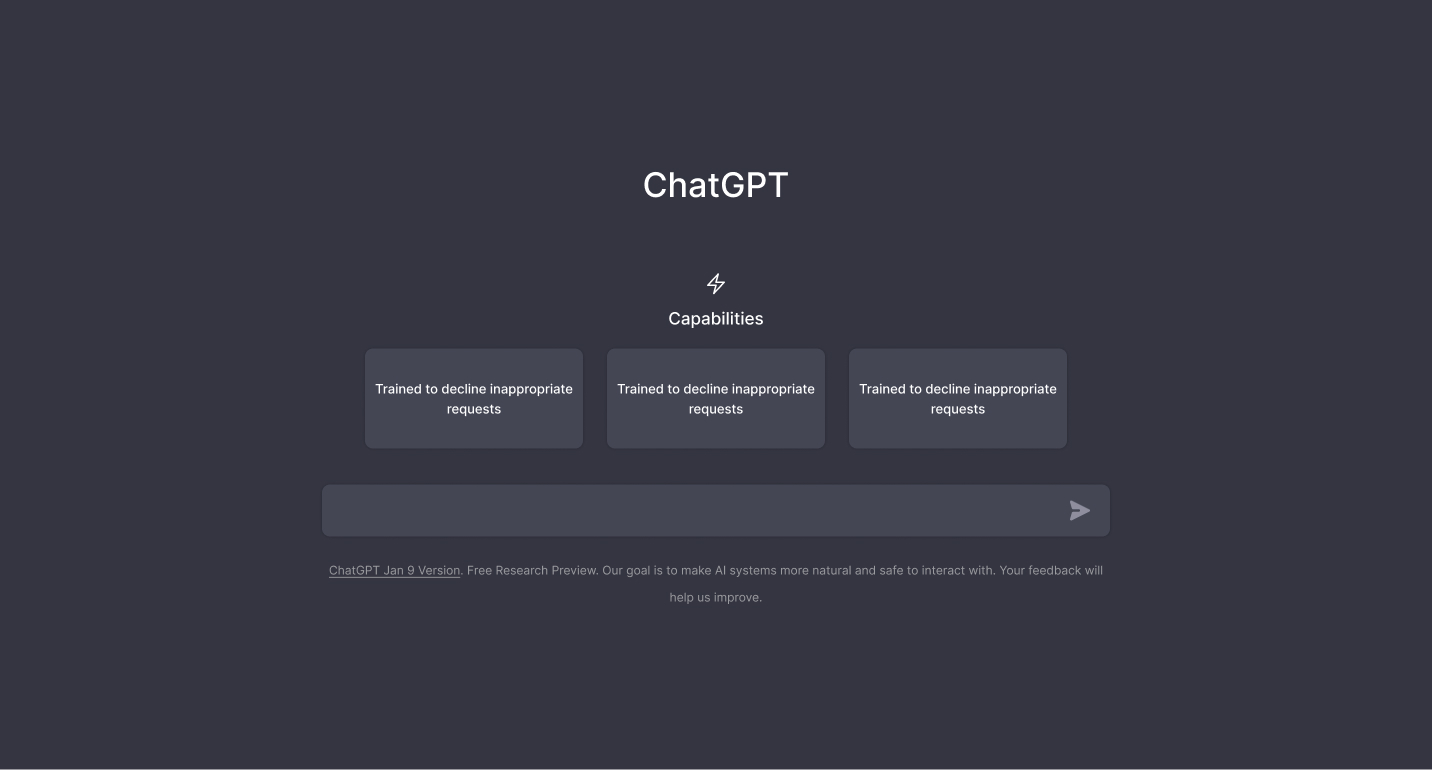 ChatGPT
Capabilities
Trained to decline inappropriate
requests
Trained to decline inappropriate
requests
Trained to decline inappropriate
requests
ChatGPT Jan 9 Version. Free Research Preview. Our goal is to make AI systems more natural and safe to interact with. Your feedback will
help us improve.